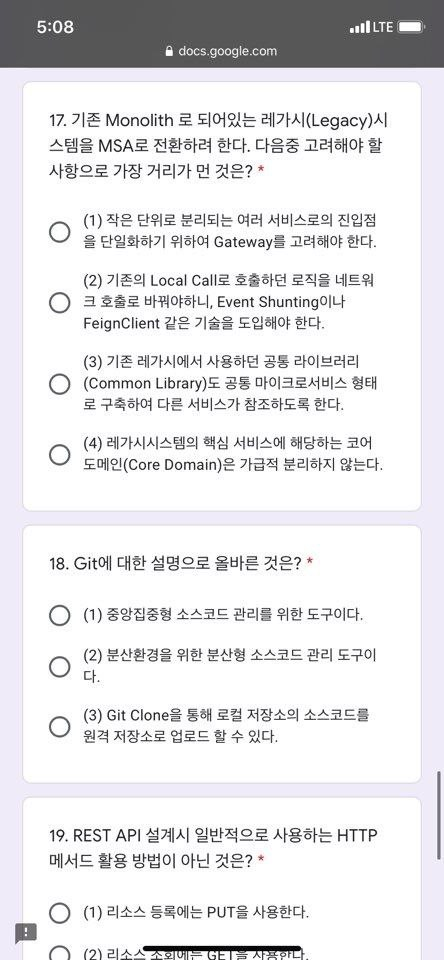 5:08
LTE
docs.google.com
17. 기존 Monolith 로 되어있는 레가시(Legacy)시
스템을 MSA로 전환하려 한다. 다음중 고려해야 할
사항으로 가장 거리가 먼 것은? *
(1) 작은 단위로 분리되는 여러 서비스로의 진입점
을 단일화하기 위하여 Gateway를 고려해야 한다.
(2) 기존의 Local Call로 호출하던 로직을 네트워
크 호출로 바꿔야하니, Event Shunting이나
FeignClient 같은 기술을 도입해야 한다.
(3) 기존 레가시에서 사용하던 공통 라이브러리
(Common Library)도 공통 마이크로서비스 형태
로 구축하여 다른 서비스가 참조하도록 한다.
(4) 레가시시스템의 핵심 서비스에 해당하는 코어
도메인(Core Domain)은 가급적 분리하지 않는다.
18. Git에 대한 설명으로 올바른 것은? *
(1) 중앙집중형 소스코드 관리를 위한 도구이다.
(2) 분산환경을 위한 분산형 소스코드 관리 도구이
다.
(3) Git Clone을 통해 로컬 저장소의 소스코드를
원격 저장소로 업로드 할 수 있다.
19. REST API 설계시 일반적으로 사용하는 HTTP
메서드 활용 방법이 아닌 것은? *
(1) 리소스 등록에는 PUT을 사용한다.
(2) 리소스 조회에는 GET을 사용한다.